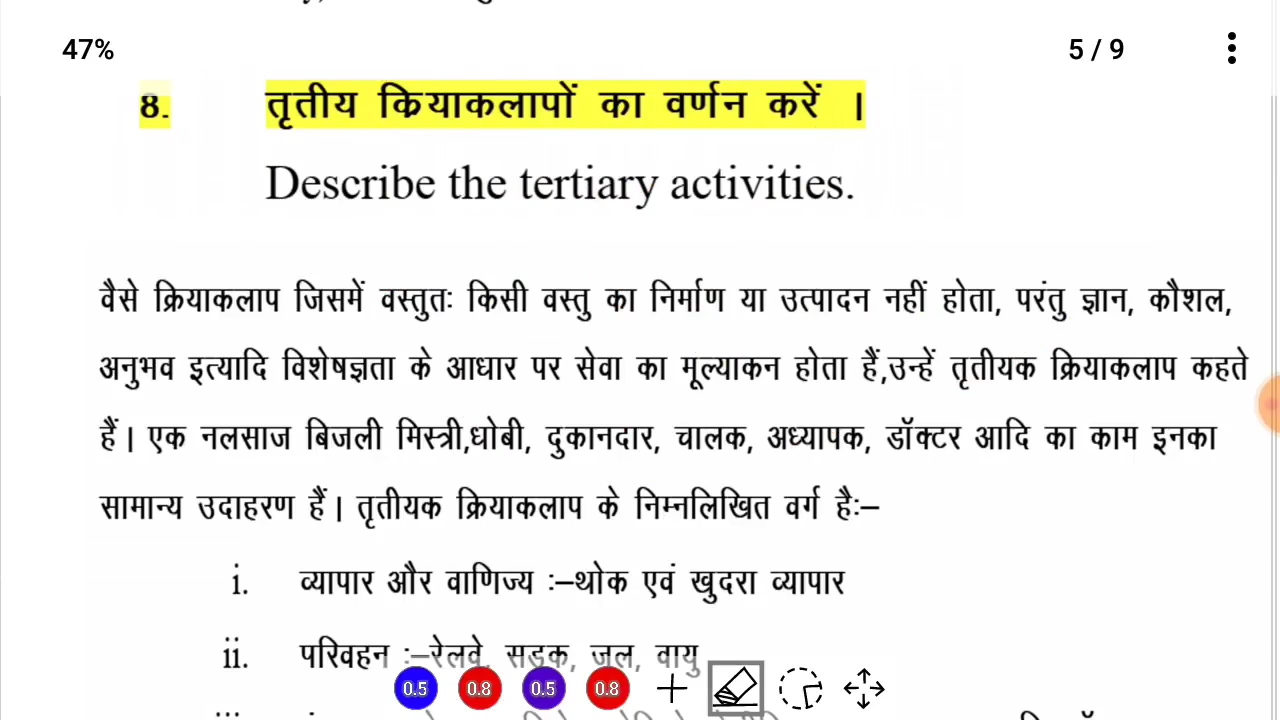 47%
5 / 9
8. तृतीय क्रियाकलापों का वर्णन करें ।
Describe the tertiary activities.
वैसे क्रियाकलाप जिसमें वस्तुतः किसी वस्तु का निर्माण या उत्पादन नहीं होता, परंतु ज्ञान, कौशल,
अनुभव इत्यादि विशेषज्ञता के आधार पर सेवा का मूल्याकन होता हैं,उन्हें तृतीयक क्रियाकलाप कहते
हैं। एक नलसाज बिजली मिस्त्री,धोबी, दुकानदार, चालक, अध्यापक, डॉक्टर आदि का काम इनका
सामान्य उदाहरण हैं। तृतीयक क्रियाकलाप के निम्नलिखित वर्ग हैः–
i. व्यापार और वाणिज्य :–थोक एवं खुदरा व्यापार
ii. परिवहन :–रेलवे, सड़क, जल, वायु
0.5 0.8 0.5 0.8